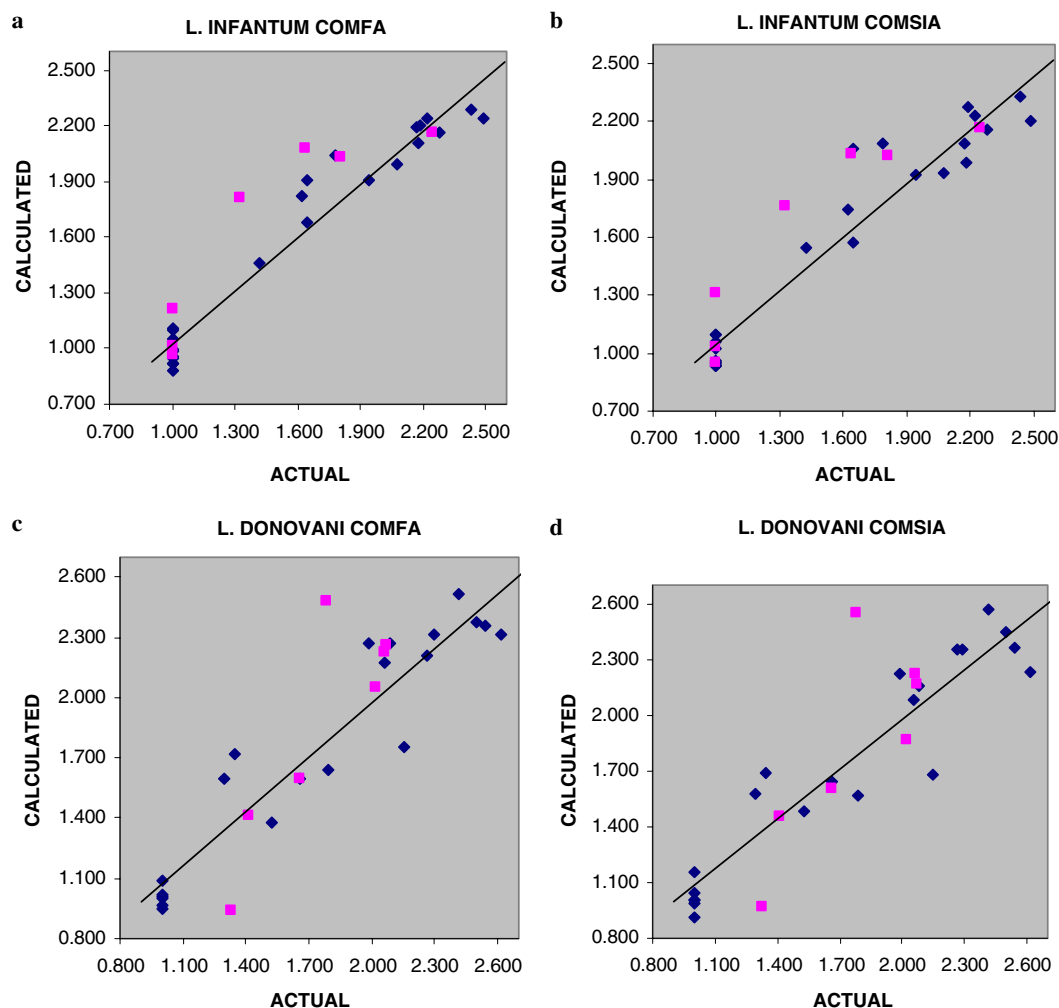 a
L. INFANTUM COMFA
CALCULATED
2.500
2.200
1.900
1.600
1.300
1.000
0.700
0.700 1.000 1.300 1.600 1.900 2.200 2.500
ACTUAL
b
L. INFANTUM COMSIA
CALCULATED
2.500
2.200
1.900
1.600
1.300
1.000
0.700
0.700 1.000 1.300 1.600 1.900 2.200 2.500
ACTUAL
c
L. DONOVANI COMFA
CALCULATED
2.600
2.300
2.000
1.700
1.400
1.100
0.800
0.800 1.100 1.400 1.700 2.000 2.300 2.600
ACTUAL
d
L. DONOVANI COMSIA
CALCULATED
2.600
2.300
2.000
1.700
1.400
1.100
0.800
0.800 1.100 1.400 1.700 2.000 2.300 2.600
ACTUAL